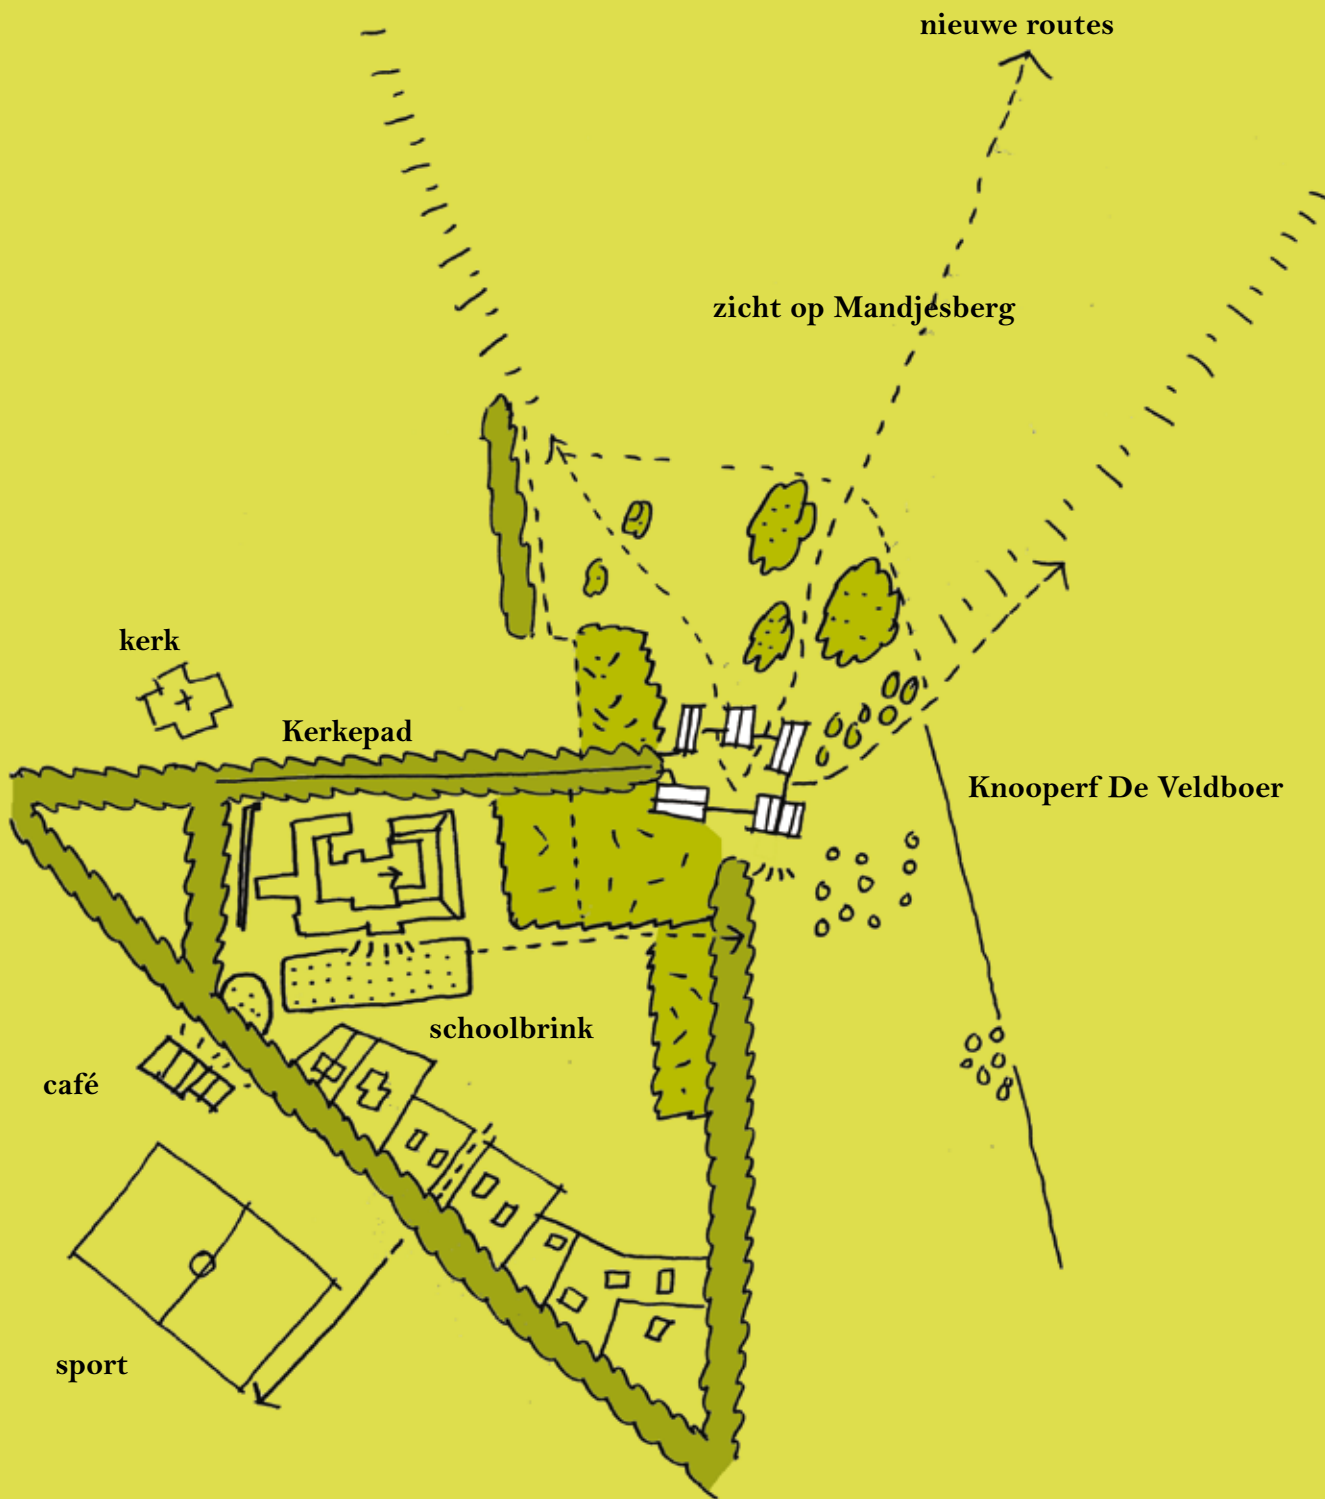 nieuwe routes
zicht op Mandjesberg
kerk
Kerkepad
Knooperf De Veldboer
schoolbrink
café
sport